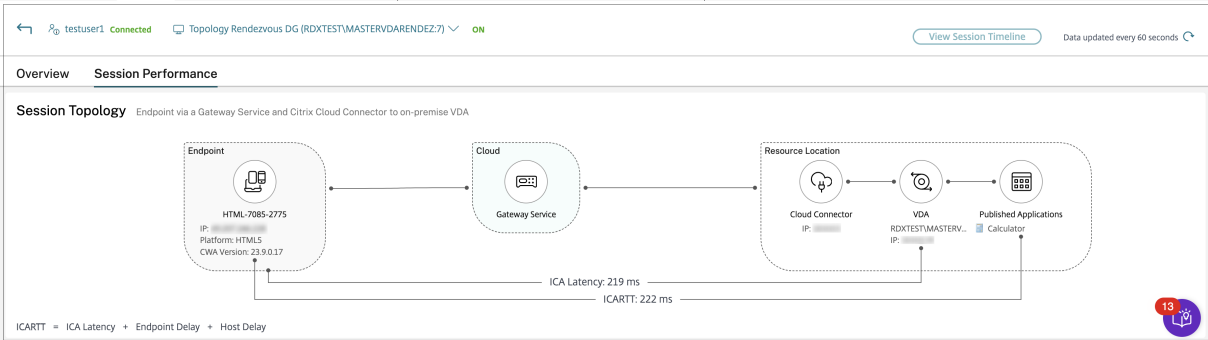 testuser1 Connected Topology Rendezvous DG (RDXTEST\MASTERVDARENDEZ:7) ON View Session Timeline Data updated every 60 seconds
Overview Session Performance
Session Topology Endpoint via a Gateway Service and Citrix Cloud Connector to on-premise VDA
Endpoint Cloud Resource Location
HTML-7085-2775 Gateway Service Cloud Connector VDA Published Applications
IP: IP: RDXTEST\MASTERV... Calculator
Platform: HTML5 IP:
CWA Version: 23.9.0.17
ICA Latency: 219 ms
ICARTT: 222 ms
13
ICARTT = ICA Latency + Endpoint Delay + Host Delay